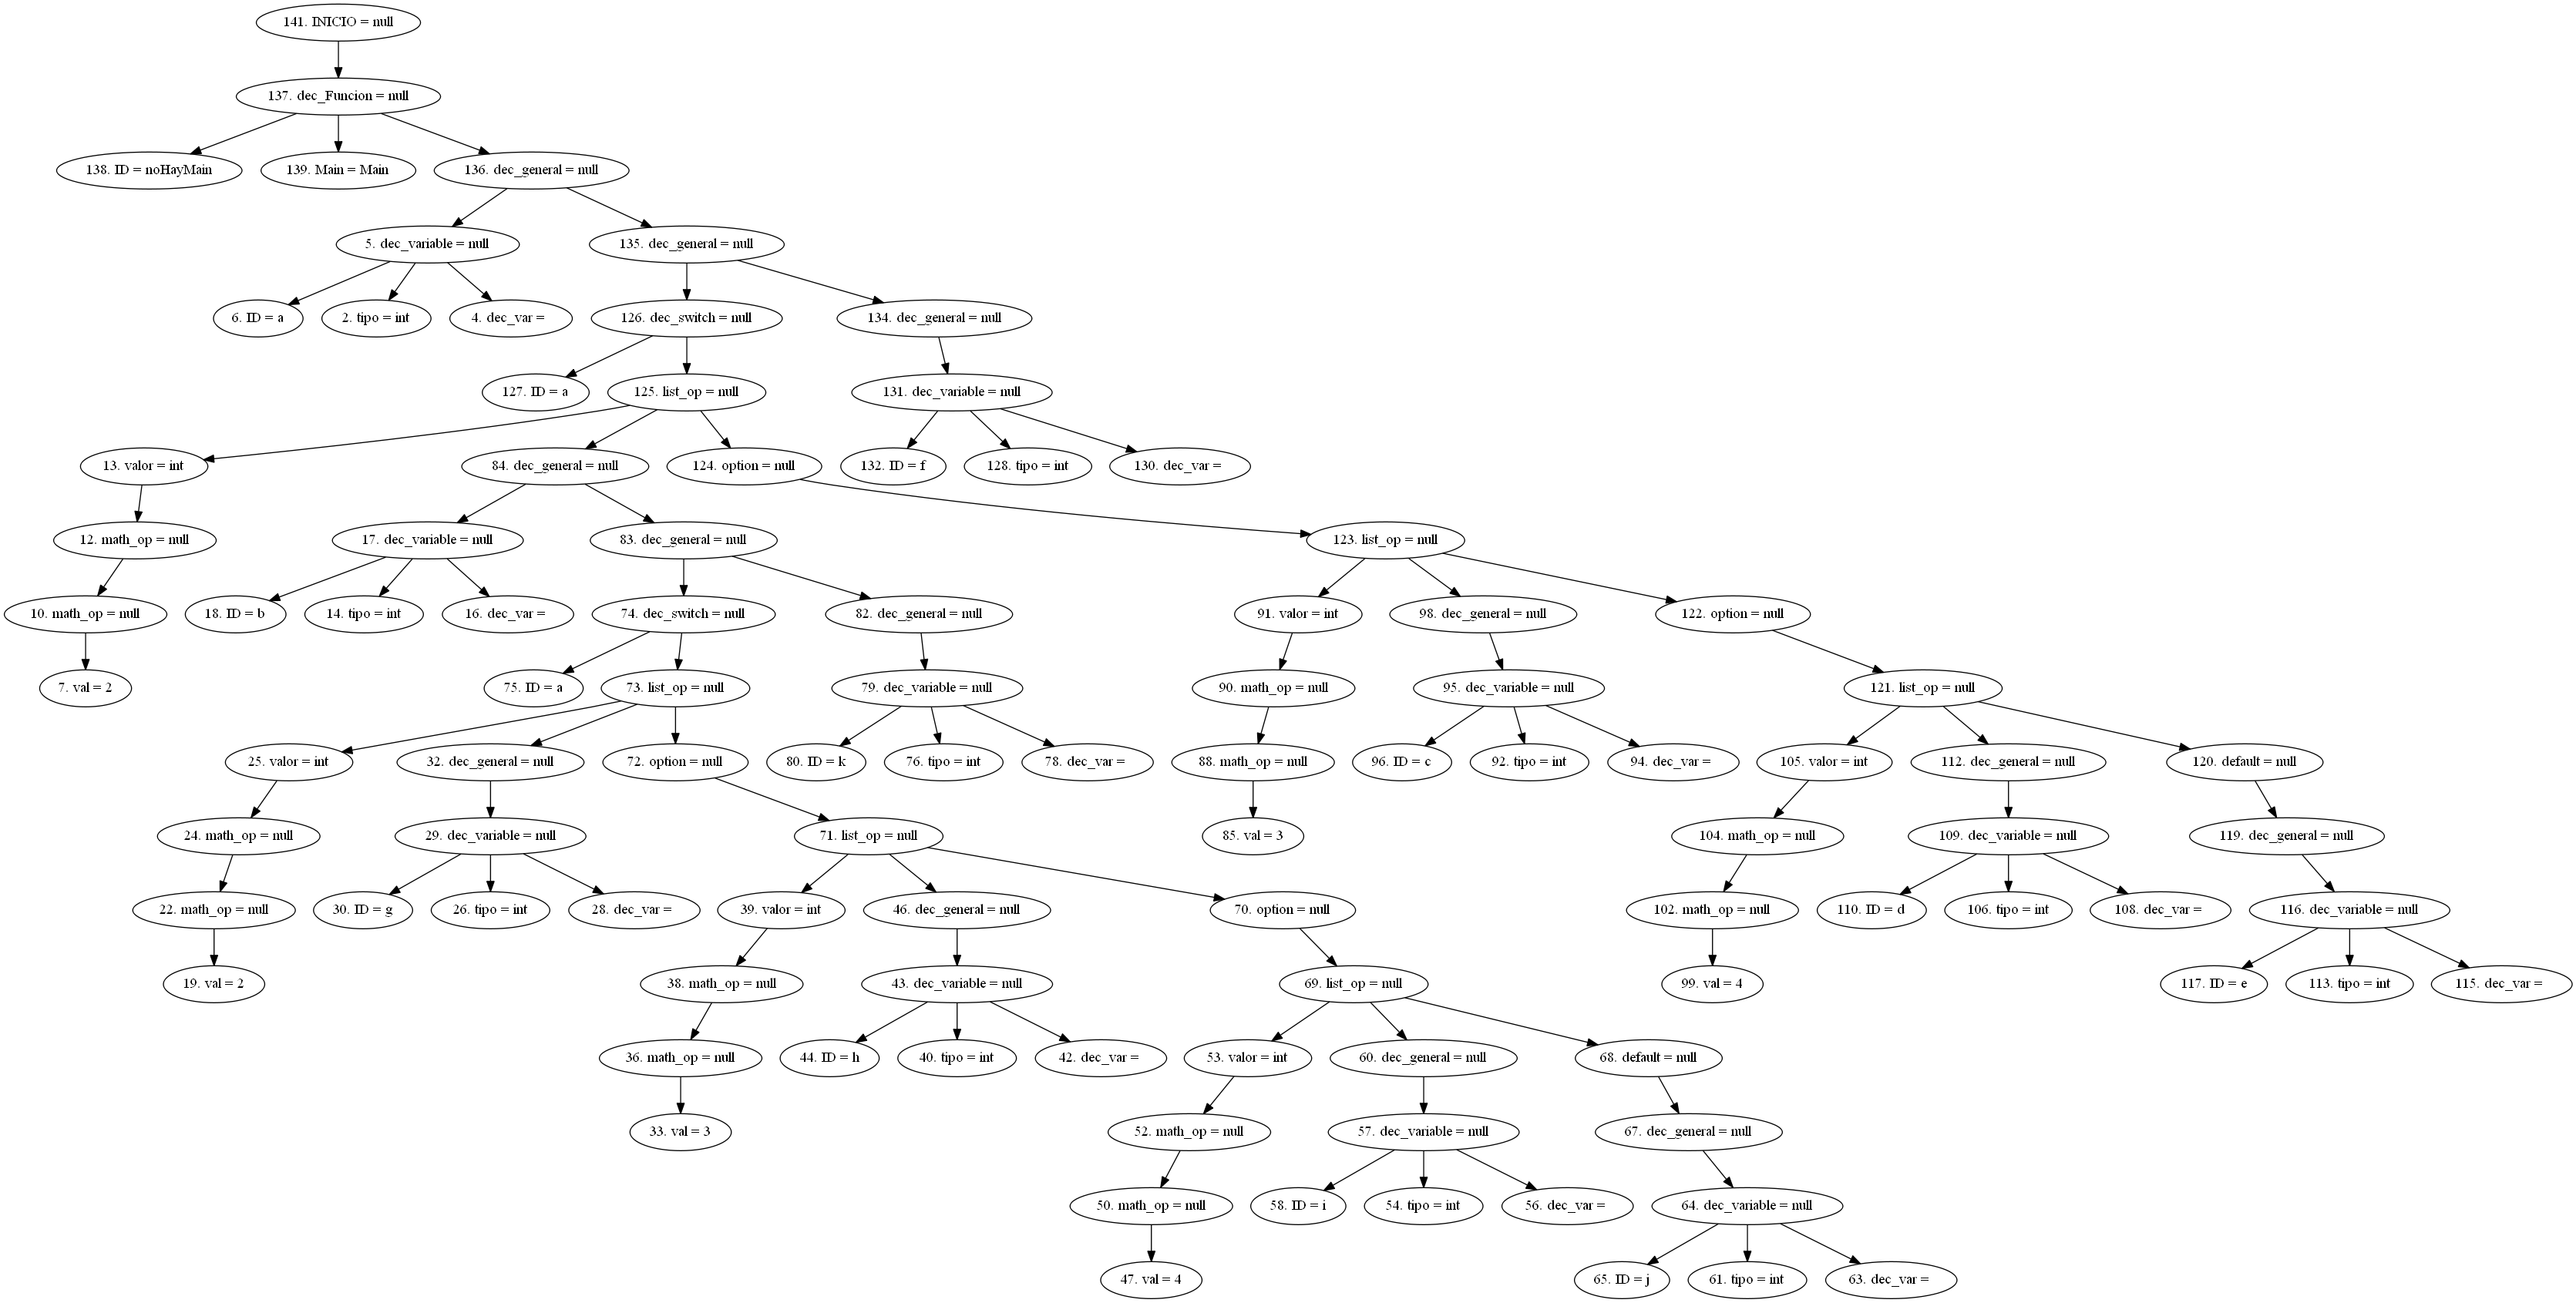 141. INICIO = null
137. dec_Funcion = null
138. ID = noHayMain
139. Main = Main
136. dec_general = null
5. dec_variable = null
135. dec_general = null
6. ID = a
2. tipo = int
4. dec_var =
126. dec_switch = null
134. dec_general = null
127. ID = a
125. list_op = null
131. dec_variable = null
13. valor = int
84. dec_general = null
124. option = null
132. ID = f
128. tipo = int
130. dec_var =
12. math_op = null
17. dec_variable = null
83. dec_general = null
123. list_op = null
10. math_op = null
18. ID = b
14. tipo = int
16. dec_var =
74. dec_switch = null
82. dec_general = null
91. valor = int
98. dec_general = null
122. option = null
7. val = 2
75. ID = a
73. list_op = null
79. dec_variable = null
90. math_op = null
95. dec_variable = null
121. list_op = null
25. valor = int
32. dec_general = null
72. option = null
80. ID = k
76. tipo = int
78. dec_var =
88. math_op = null
96. ID = c
92. tipo = int
94. dec_var =
105. valor = int
112. dec_general = null
120. default = null
24. math_op = null
29. dec_variable = null
71. list_op = null
85. val = 3
104. math_op = null
109. dec_variable = null
119. dec_general = null
22. math_op = null
30. ID = g
26. tipo = int
28. dec_var =
39. valor = int
46. dec_general = null
70. option = null
102. math_op = null
110. ID = d
106. tipo = int
108. dec_var =
116. dec_variable = null
19. val = 2
38. math_op = null
43. dec_variable = null
69. list_op = null
99. val = 4
117. ID = e
113. tipo = int
115. dec_var =
36. math_op = null
44. ID = h
40. tipo = int
42. dec_var =
53. valor = int
60. dec_general = null
68. default = null
33. val = 3
52. math_op = null
57. dec_variable = null
67. dec_general = null
50. math_op = null
58. ID = i
54. tipo = int
56. dec_var =
64. dec_variable = null
47. val = 4
65. ID = j
61. tipo = int
63. dec_var =